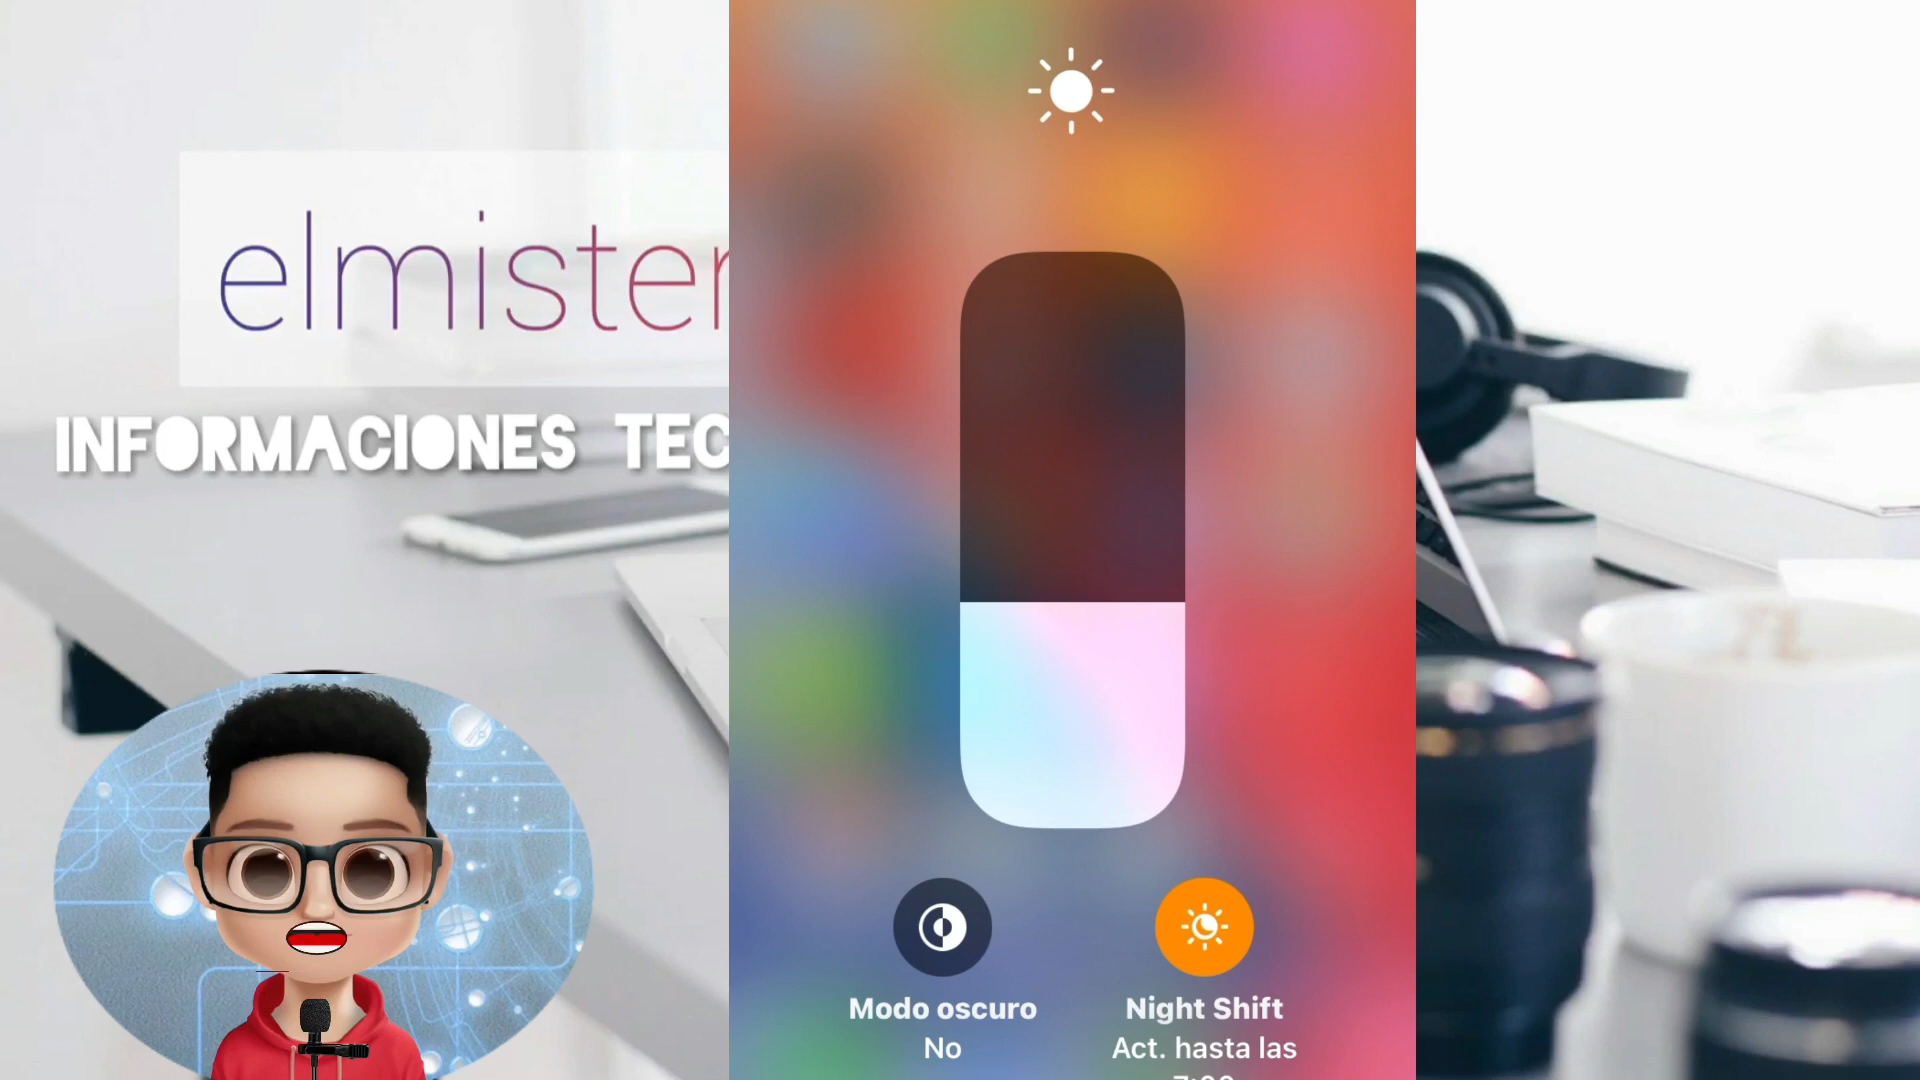 elmister
INFORMACIONES TEC
Modo oscuro
No
Night Shift
Act. hasta las